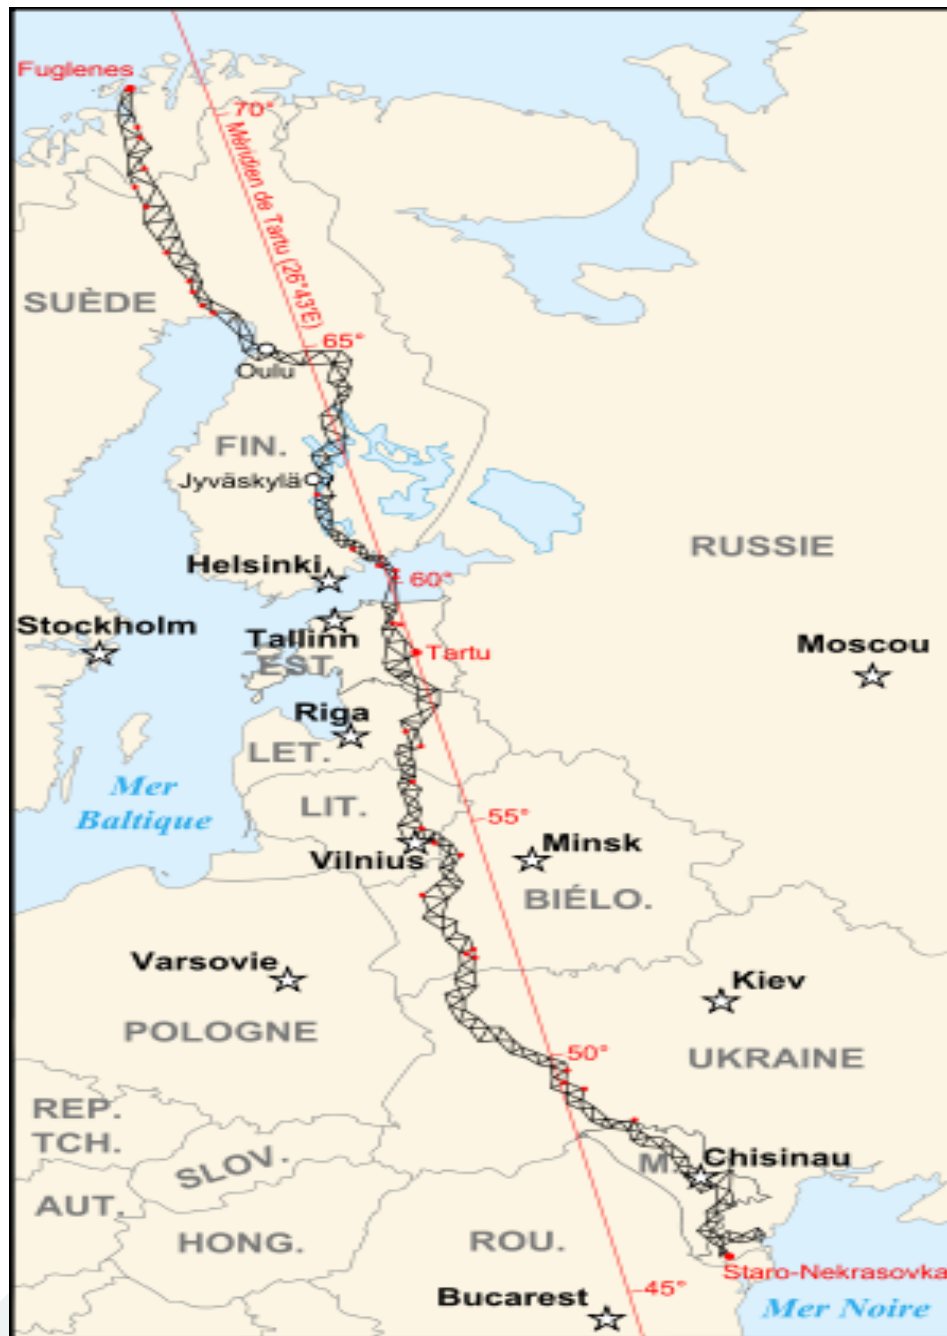 Fuglenes
70°
Méridien de Tartu (26°43'E)
SUÈDE
65°
Oulu
FIN.
Jyväskylä
RUSSIE
Helsinki
60°
Stockholm
Tallinn
Tartu
Moscou
EST.
Riga
LET.
Mer
Baltique
LIT.
55°
Vilnius
Minsk
BIÉLO.
Varsovie
Kiev
POLOGNE
50°
UKRAINE
REP.
TCH.
SLOV.
M.
Chisinau
AUT.
HONG.
ROU.
Staro-Nekrasovka
45°
Bucarest
Mer Noire